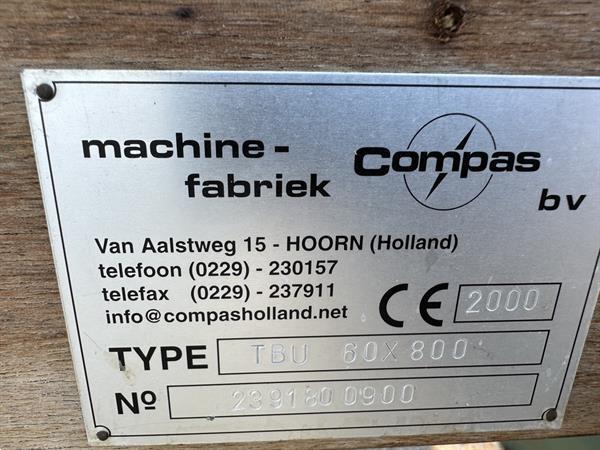 machine-
fabriek
Compas
bv
Van Aalstweg 15 - HOORN (Holland)
telefoon (0229) - 230157
telefax (0229) - 237911
info@compasholland.net
CE 2000
TYPE TBU 60X800
Nº 239180 0900